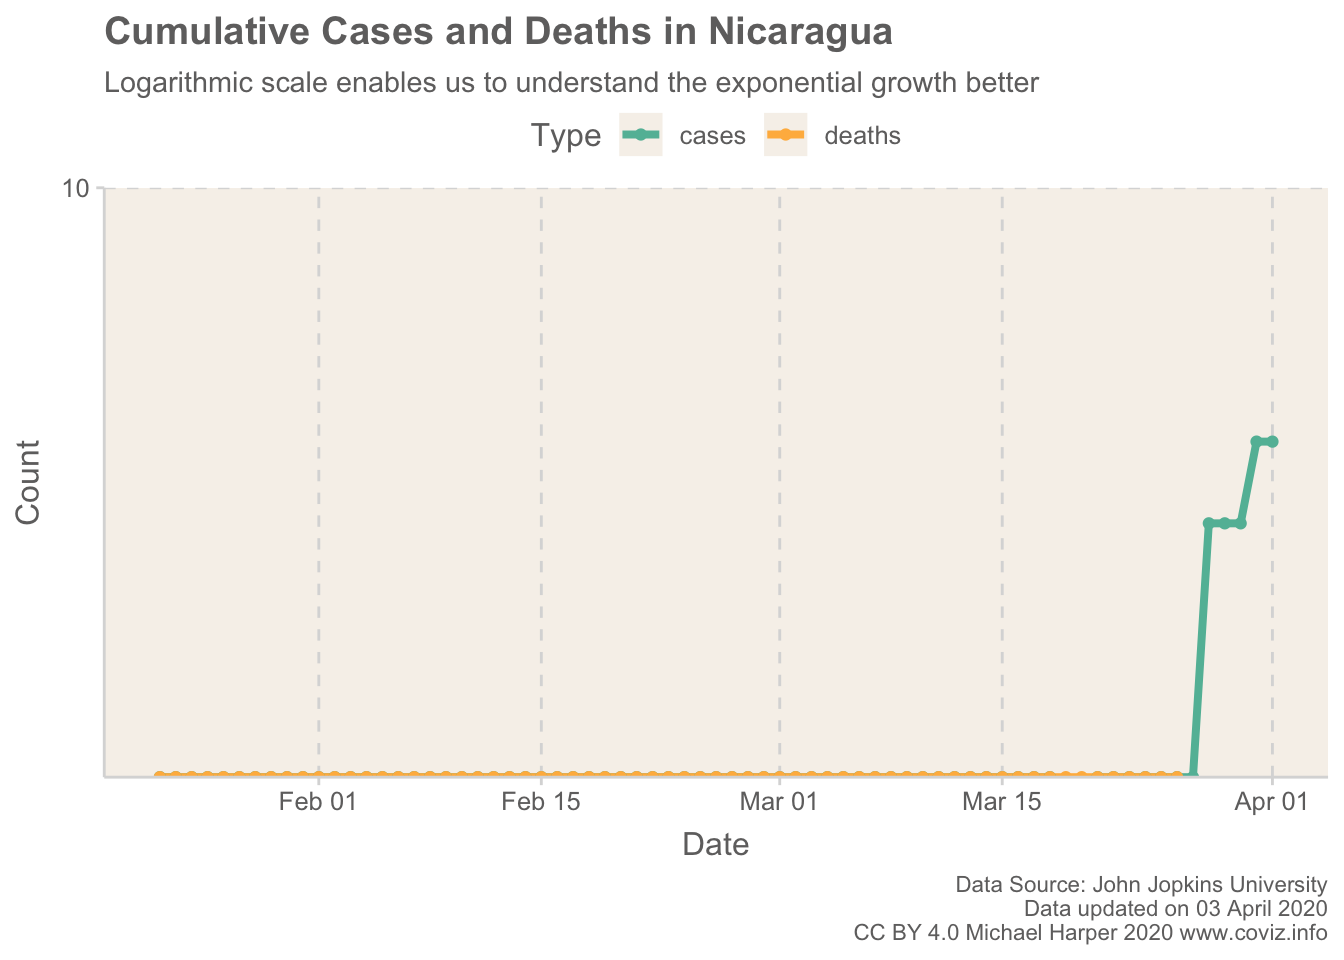 Cumulative Cases and Deaths in Nicaragua
Logarithmic scale enables us to understand the exponential growth better
Type cases deaths
10
Count
Feb 01 Feb 15 Mar 01 Mar 15 Apr 01
Date
Data Source: John Jopkins University
Data updated on 03 April 2020
CC BY 4.0 Michael Harper 2020 www.coviz.info